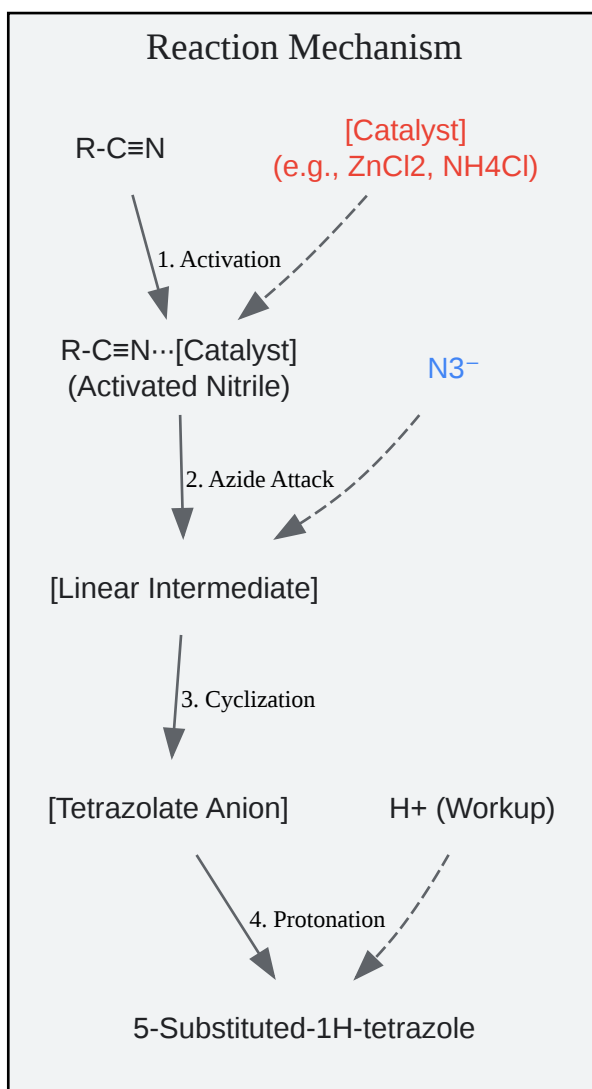 Reaction Mechanism
R-C≡N
[Catalyst]
(e.g., ZnCl2, NH4Cl)
1. Activation
R-C≡N···[Catalyst]
(Activated Nitrile)
N3⁻
2. Azide Attack
[Linear Intermediate]
3. Cyclization
[Tetrazolate Anion]
H+ (Workup)
4. Protonation
5-Substituted-1H-tetrazole